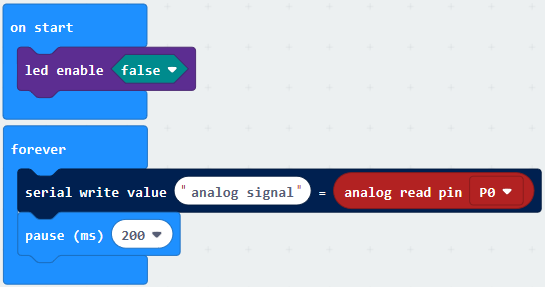 on start
led enable false
forever
serial write value "analog signal" = analog read pin P0
pause (ms) 200